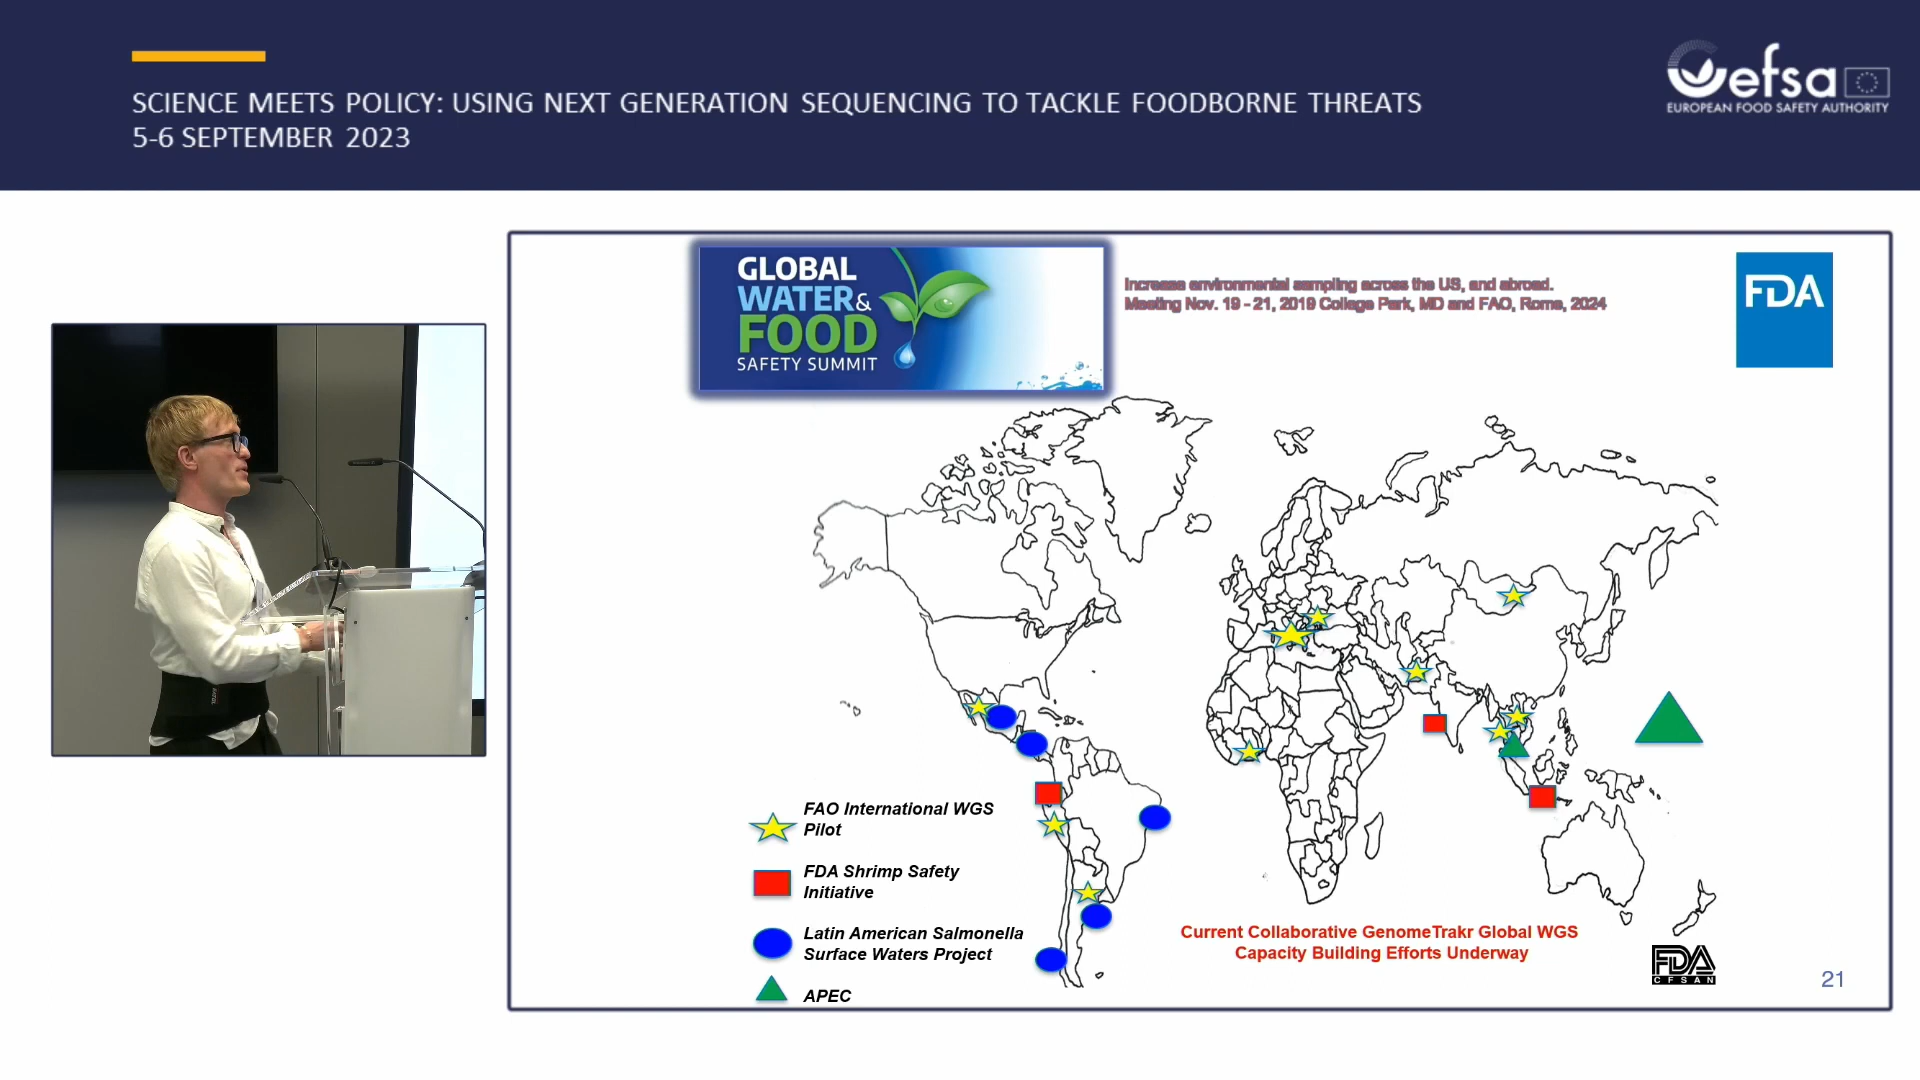 SCIENCE MEETS POLICY: USING NEXT GENERATION SEQUENCING TO TACKLE FOODBORNE THREATS
5-6 SEPTEMBER 2023
efsa
EUROPEAN FOOD SAFETY AUTHORITY
GLOBAL
WATER &
FOOD
SAFETY SUMMIT
Increase environmental sampling across the US, and abroad.
Meeting Nov. 19 - 21, 2019 College Park, MD and FAO, Rome, 2024
FDA
FAO International WGS
Pilot
FDA Shrimp Safety
Initiative
Latin American Salmonella
Surface Waters Project
APEC
Current Collaborative GenomeTrakr Global WGS
Capacity Building Efforts Underway
FDA
CFSAN
21